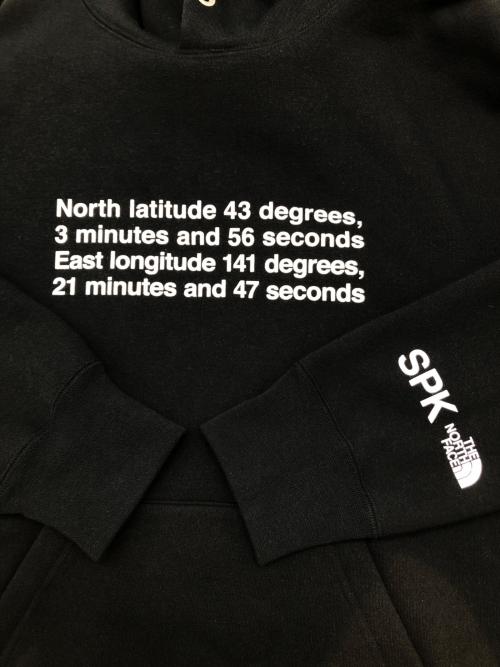 North latitude 43 degrees,
3 minutes and 56 seconds
East longitude 141 degrees,
21 minutes and 47 seconds
SPK
THE
NORTH
FACE